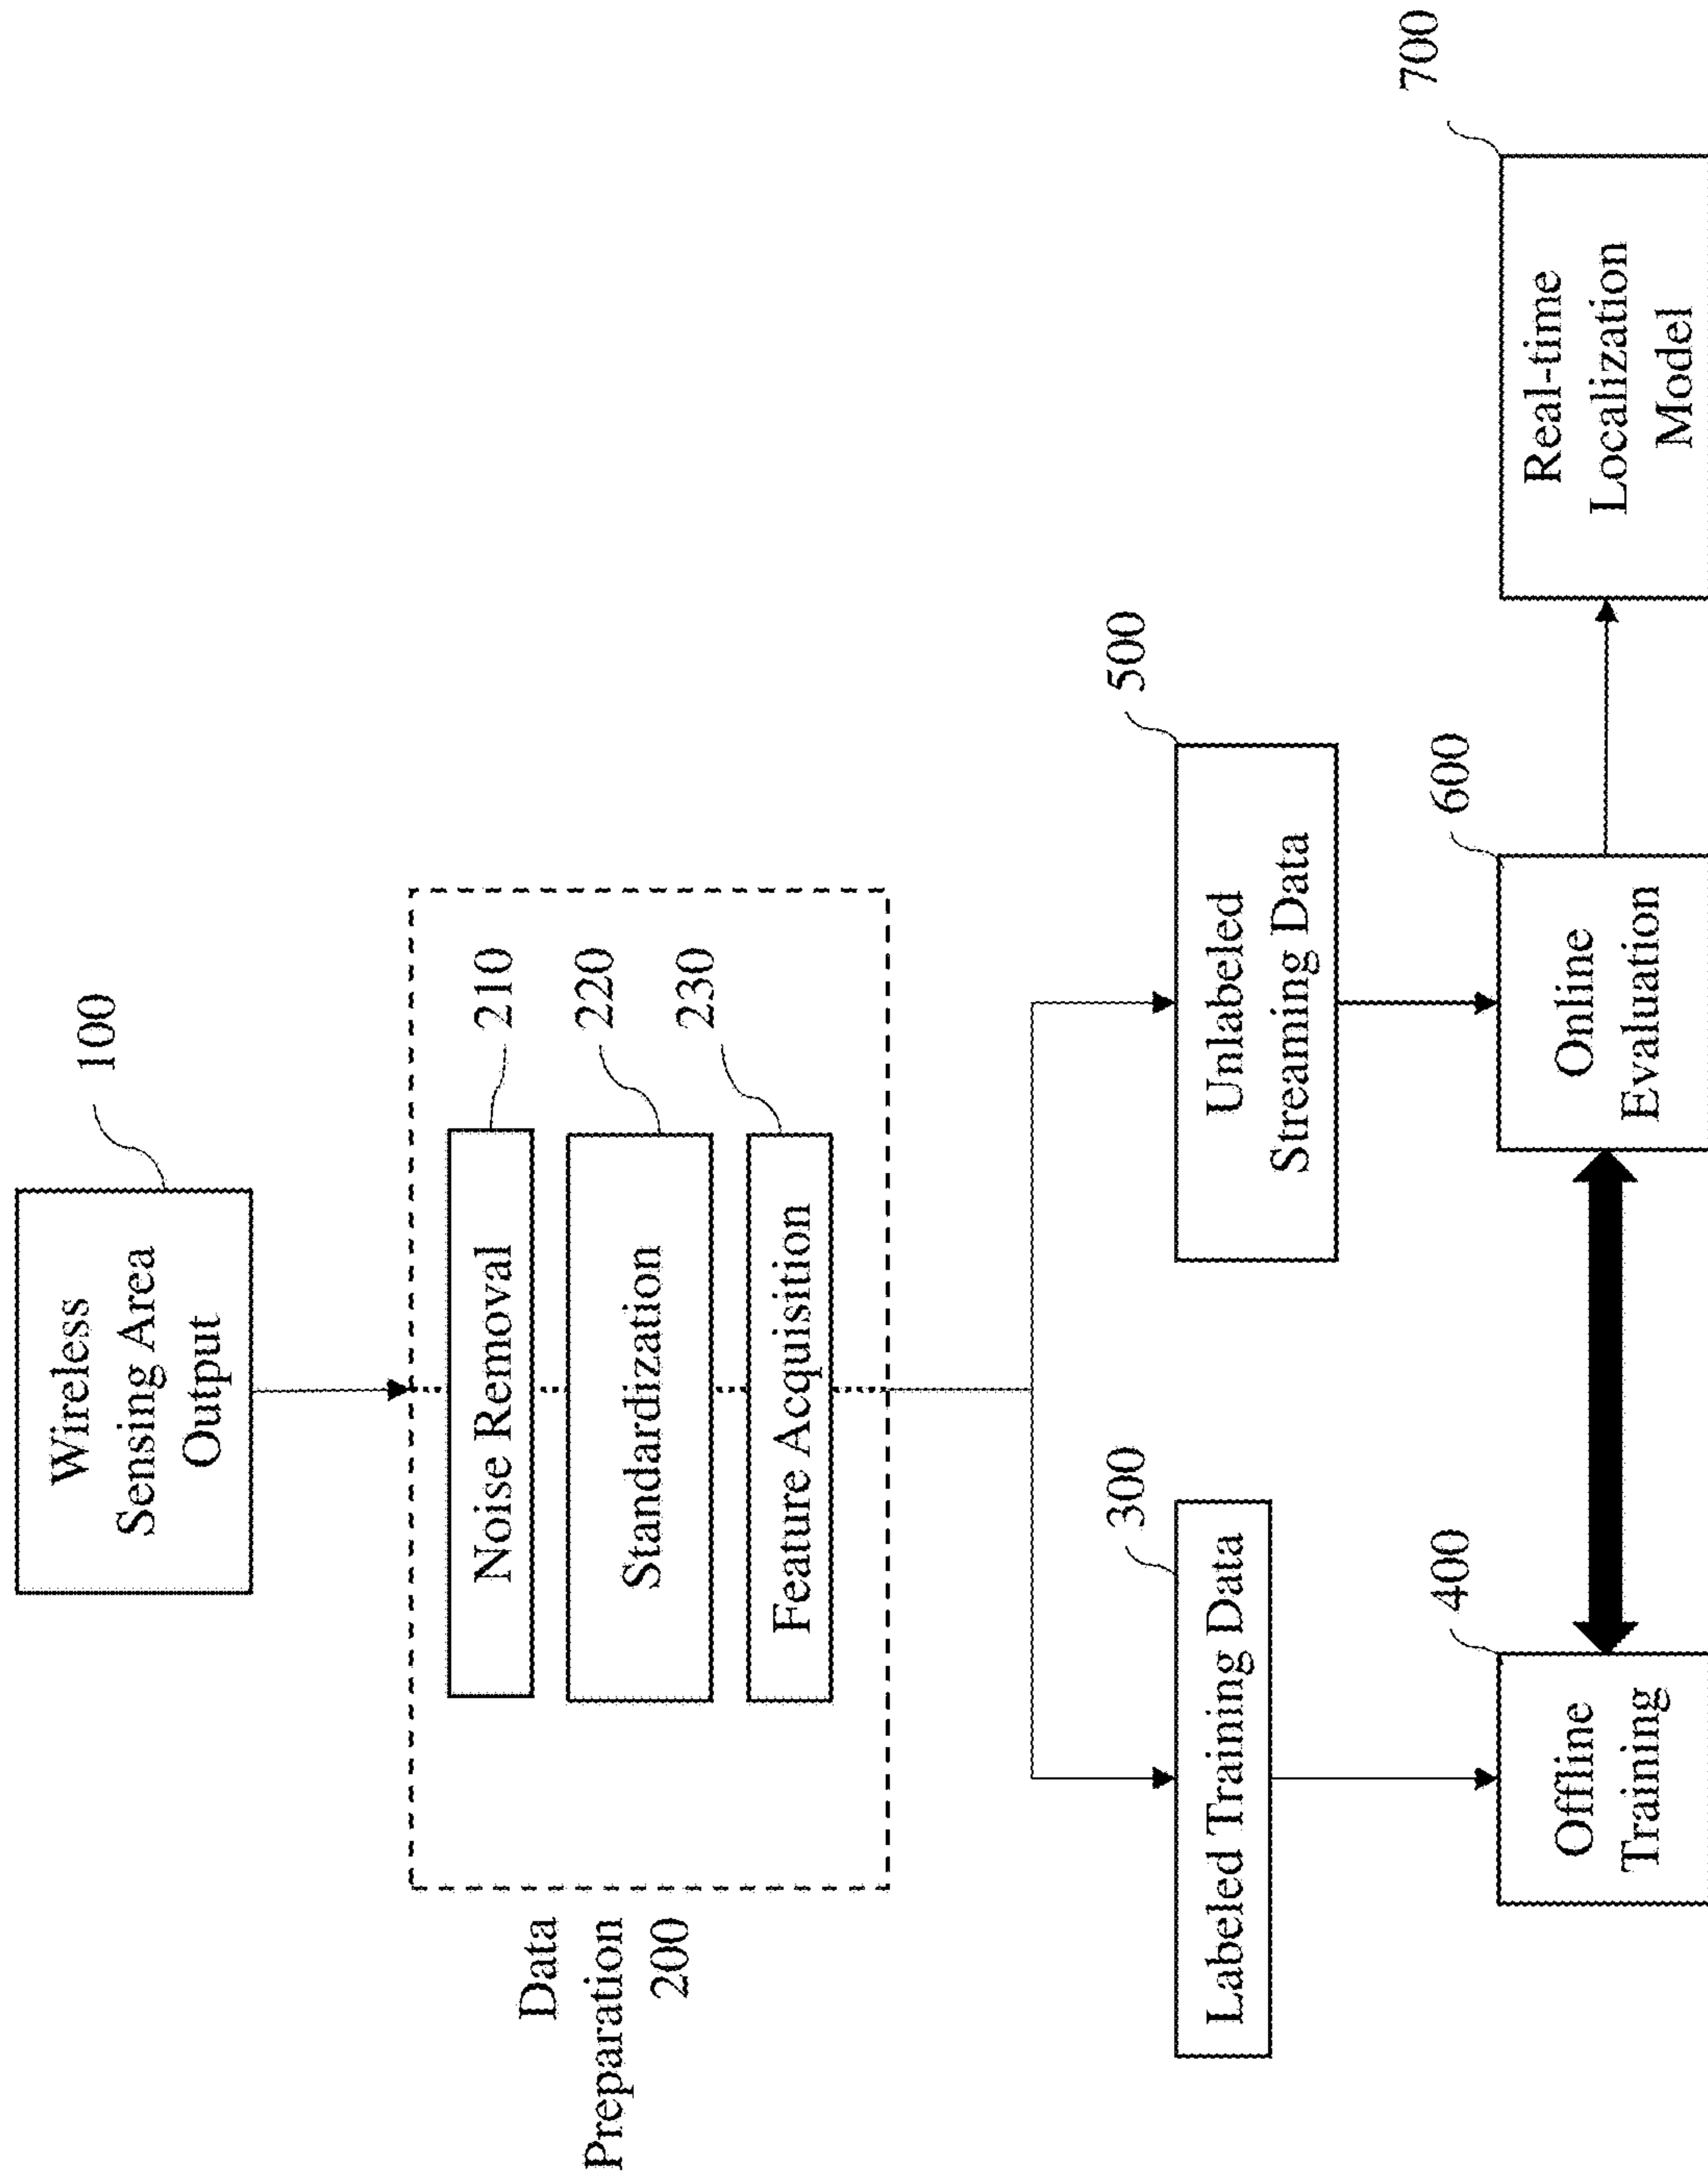 Wireless
Sensing Area
Output
100
Data
Preparation
200
Noise Removal
210
Standardization
220
Feature Acquisition
230
Labeled Training Data
300
Unlabeled
Streaming Data
500
Offline
Training
400
Online
Evaluation
600
Real-time
Localization
Model
700